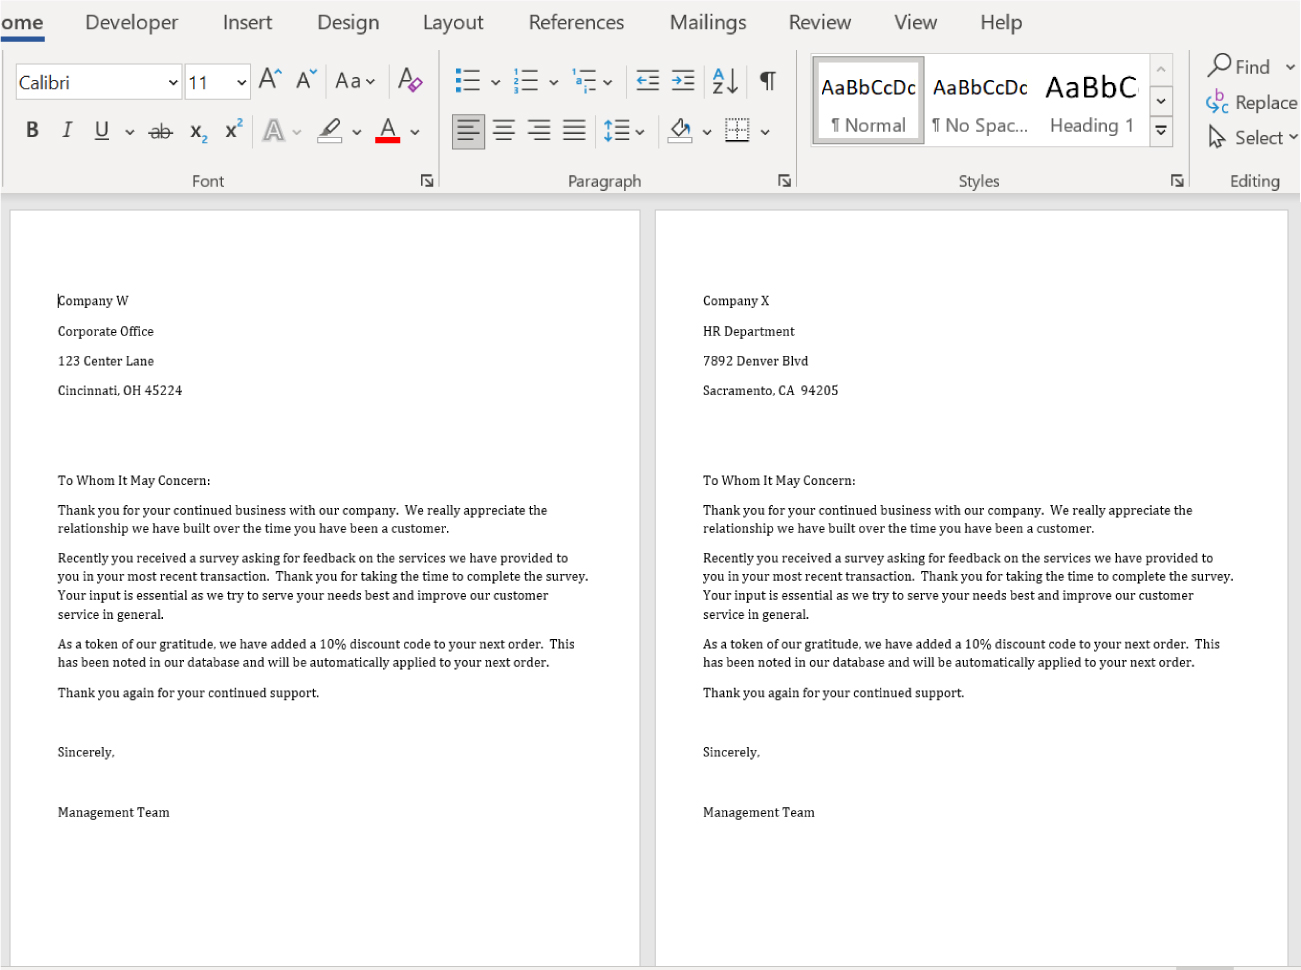 ome Developer Insert Design Layout References Mailings Review View Help
Calibri 11 Aa
Find
Replace
Select
B I U ab x2 x2 A A
AaBbCcDc AaBbCcDc AaBbC
¶ Normal ¶ No Spac... Heading 1
Font Paragraph Styles Editing
Company W
Corporate Office
123 Center Lane
Cincinnati, OH 45224
To Whom It May Concern:
Thank you for your continued business with our company.  We really appreciate the
relationship we have built over the time you have been a customer.
Recently you received a survey asking for feedback on the services we have provided to
you in your most recent transaction.  Thank you for taking the time to complete the survey.
Your input is essential as we try to serve your needs best and improve our customer
service in general.
As a token of our gratitude, we have added a 10% discount code to your next order.  This
has been noted in our database and will be automatically applied to your next order.
Thank you again for your continued support.
Sincerely,
Management Team
Company X
HR Department
7892 Denver Blvd
Sacramento, CA  94205
To Whom It May Concern:
Thank you for your continued business with our company.  We really appreciate the
relationship we have built over the time you have been a customer.
Recently you received a survey asking for feedback on the services we have provided to
you in your most recent transaction.  Thank you for taking the time to complete the survey.
Your input is essential as we try to serve your needs best and improve our customer
service in general.
As a token of our gratitude, we have added a 10% discount code to your next order.  This
has been noted in our database and will be automatically applied to your next order.
Thank you again for your continued support.
Sincerely,
Management Team